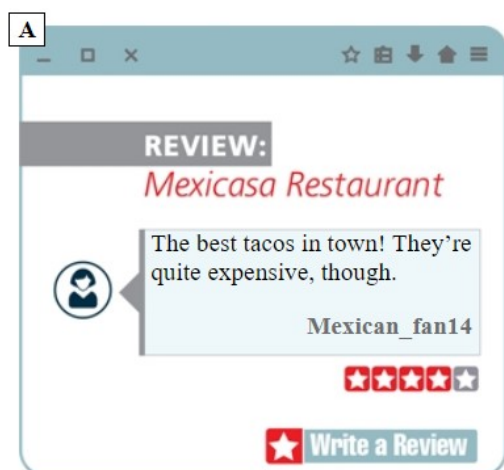 A
REVIEW:
Mexicasa Restaurant
The best tacos in town! They’re
quite expensive, though.
Mexican_fan14
Write a Review